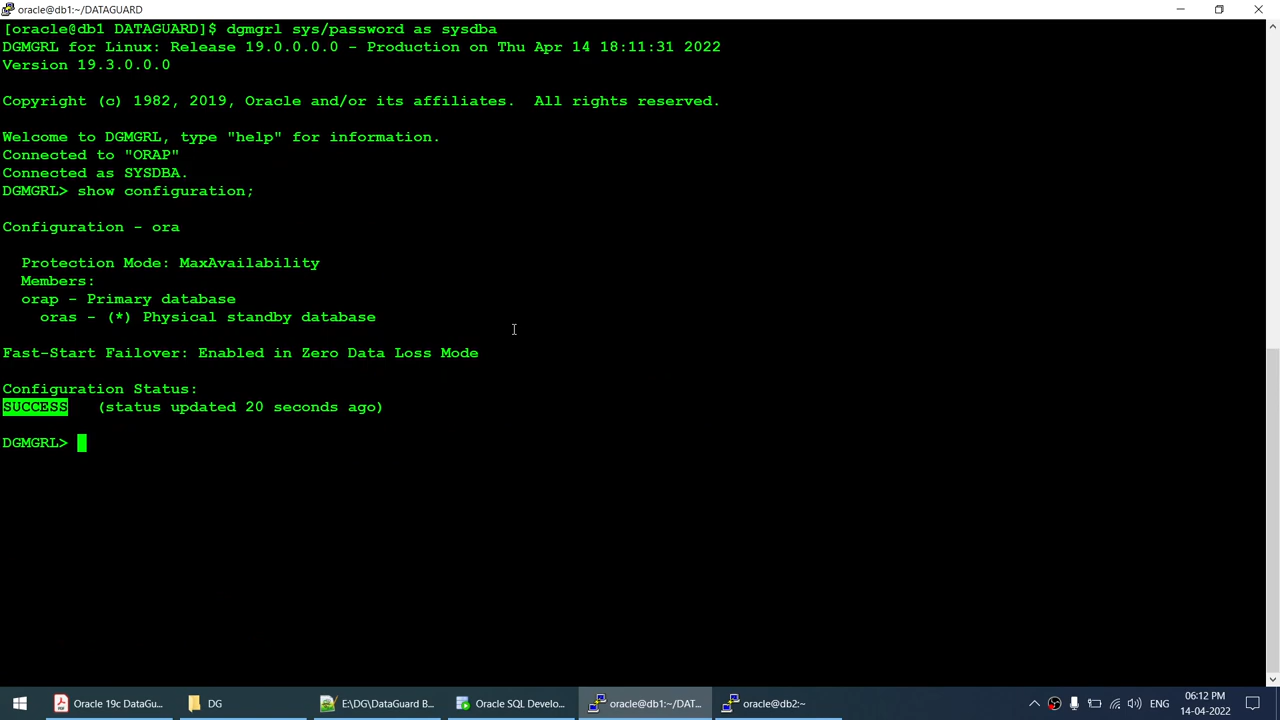 oracle@db1:~/DATAGUARD
[oracle@db1 DATAGUARD]$ dgmgrl sys/password as sysdba
DGMGRL for Linux: Release 19.0.0.0.0 - Production on Thu Apr 14 18:11:31 2022
Version 19.3.0.0.0
Copyright (c) 1982, 2019, Oracle and/or its affiliates.  All rights reserved.
Welcome to DGMGRL, type "help" for information.
Connected to "ORAP"
Connected as SYSDBA.
DGMGRL> show configuration;
Configuration - ora
Protection Mode: MaxAvailability
Members:
orap - Primary database
oras - (*) Physical standby database
Fast-Start Failover: Enabled in Zero Data Loss Mode
Configuration Status:
SUCCESS   (status updated 20 seconds ago)
DGMGRL>
Oracle 19c DataGu... DG E:\DG\DataGuard B... Oracle SQL Develo... oracle@db1:~/DAT... oracle@db2:~ ENG 06:12 PM
14-04-2022